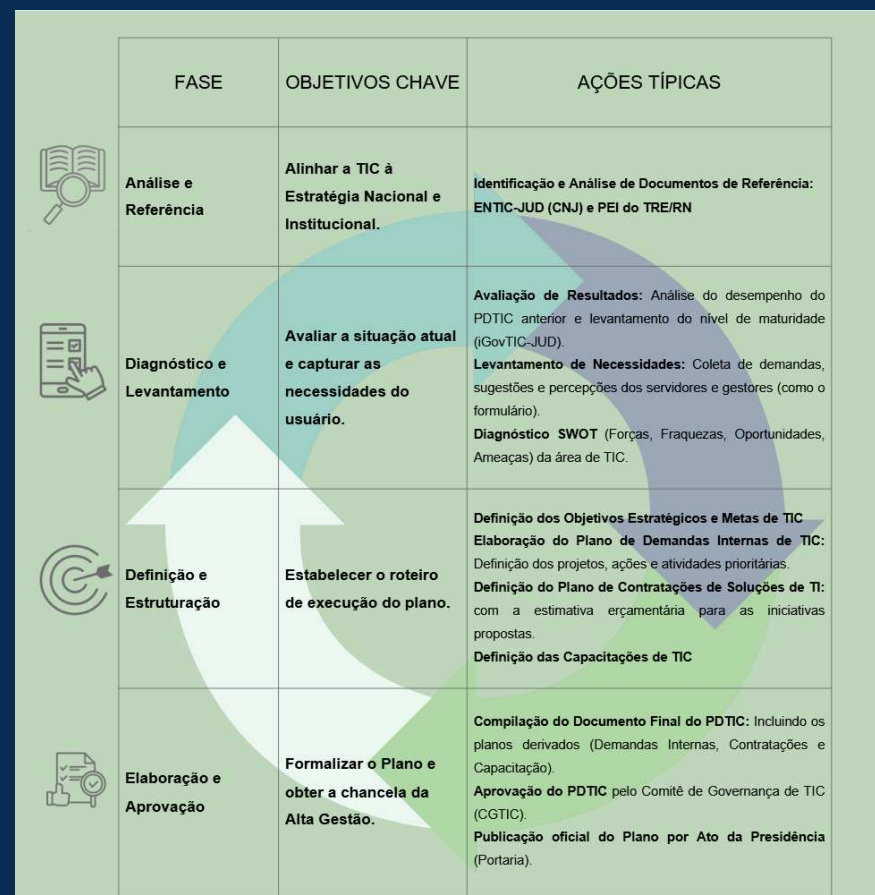 FASE
OBJETIVOS CHAVE
AÇÕES TÍPICAS
Análise e
Referência
Alinhar a TIC à
Estratégia Nacional e
Institucional.
Identificação e Análise de Documentos de Referência:
ENTIC-JUD (CNJ) e PEI do TRE/RN
Diagnóstico e
Levantamento
Avaliar a situação atual
e capturar as
necessidades do
usuário.
Avaliação de Resultados: Análise do desempenho do
PDTIC anterior e levantamento do nível de maturidade
(iGovTIC-JUD).
Levantamento de Necessidades: Coleta de demandas,
sugestões e percepções dos servidores e gestores (como o
formulário).
Diagnóstico SWOT (Forças, Fraquezas, Oportunidades,
Ameaças) da área de TIC.
Definição e
Estruturação
Estabelecer o roteiro
de execução do plano.
Definição dos Objetivos Estratégicos e Metas de TIC
Elaboração do Plano de Demandas Internas de TIC:
Definição dos projetos, ações e atividades prioritárias.
Definição do Plano de Contratações de Soluções de TI:
com a estimativa erçamentária para as iniciativas
propostas.
Definição das Capacitações de TIC
Elaboração e
Aprovação
Formalizar o Plano e
obter a chancela da
Alta Gestão.
Compilação do Documento Final do PDTIC: Incluindo os
planos derivados (Demandas Internas, Contratações e
Capacitação).
Aprovação do PDTIC pelo Comitê de Governança de TIC
(CGTIC).
Publicação oficial do Plano por Ato da Presidência
(Portaria).